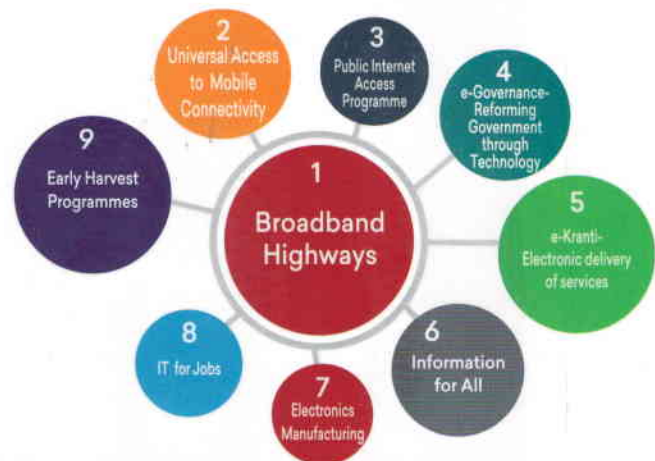 1
Broadband
Highways
2
Universal Access
to Mobile
Connectivity
3
Public Internet
Access
Programme
4
e-Governance-
Reforming
Government
through
Technology
5
e-Kranti-
Electronic delivery
of services
6
Information
for All
7
Electronics
Manufacturing
8
IT for Jobs
9
Early Harvest
Programmes